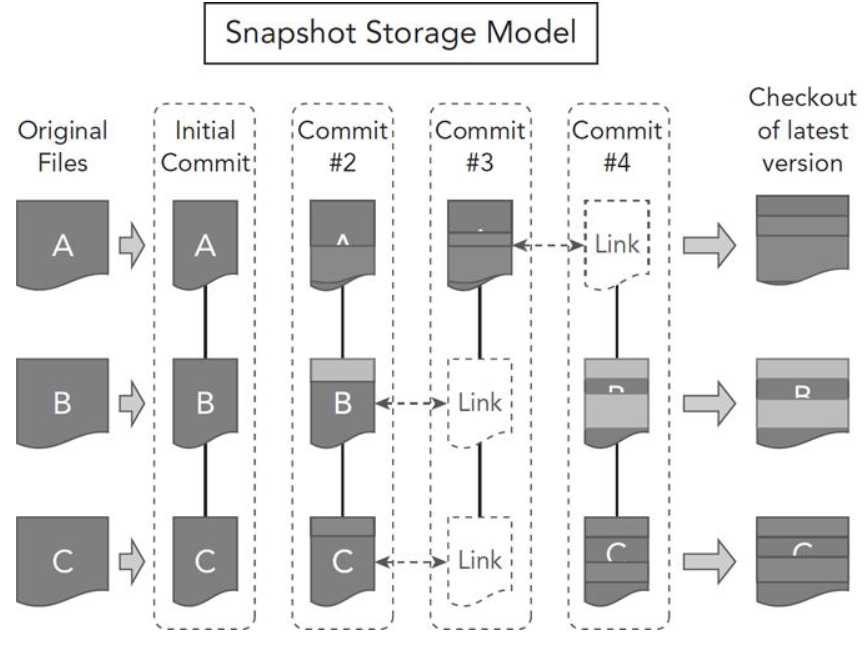 Snapshot Storage Model
Original
Files
Initial
Commit
Commit
#2
Commit
#3
Commit
#4
Checkout
of latest
version
A
A
A
Link
B
B
B
Link
B
B
C
C
C
Link
C
C